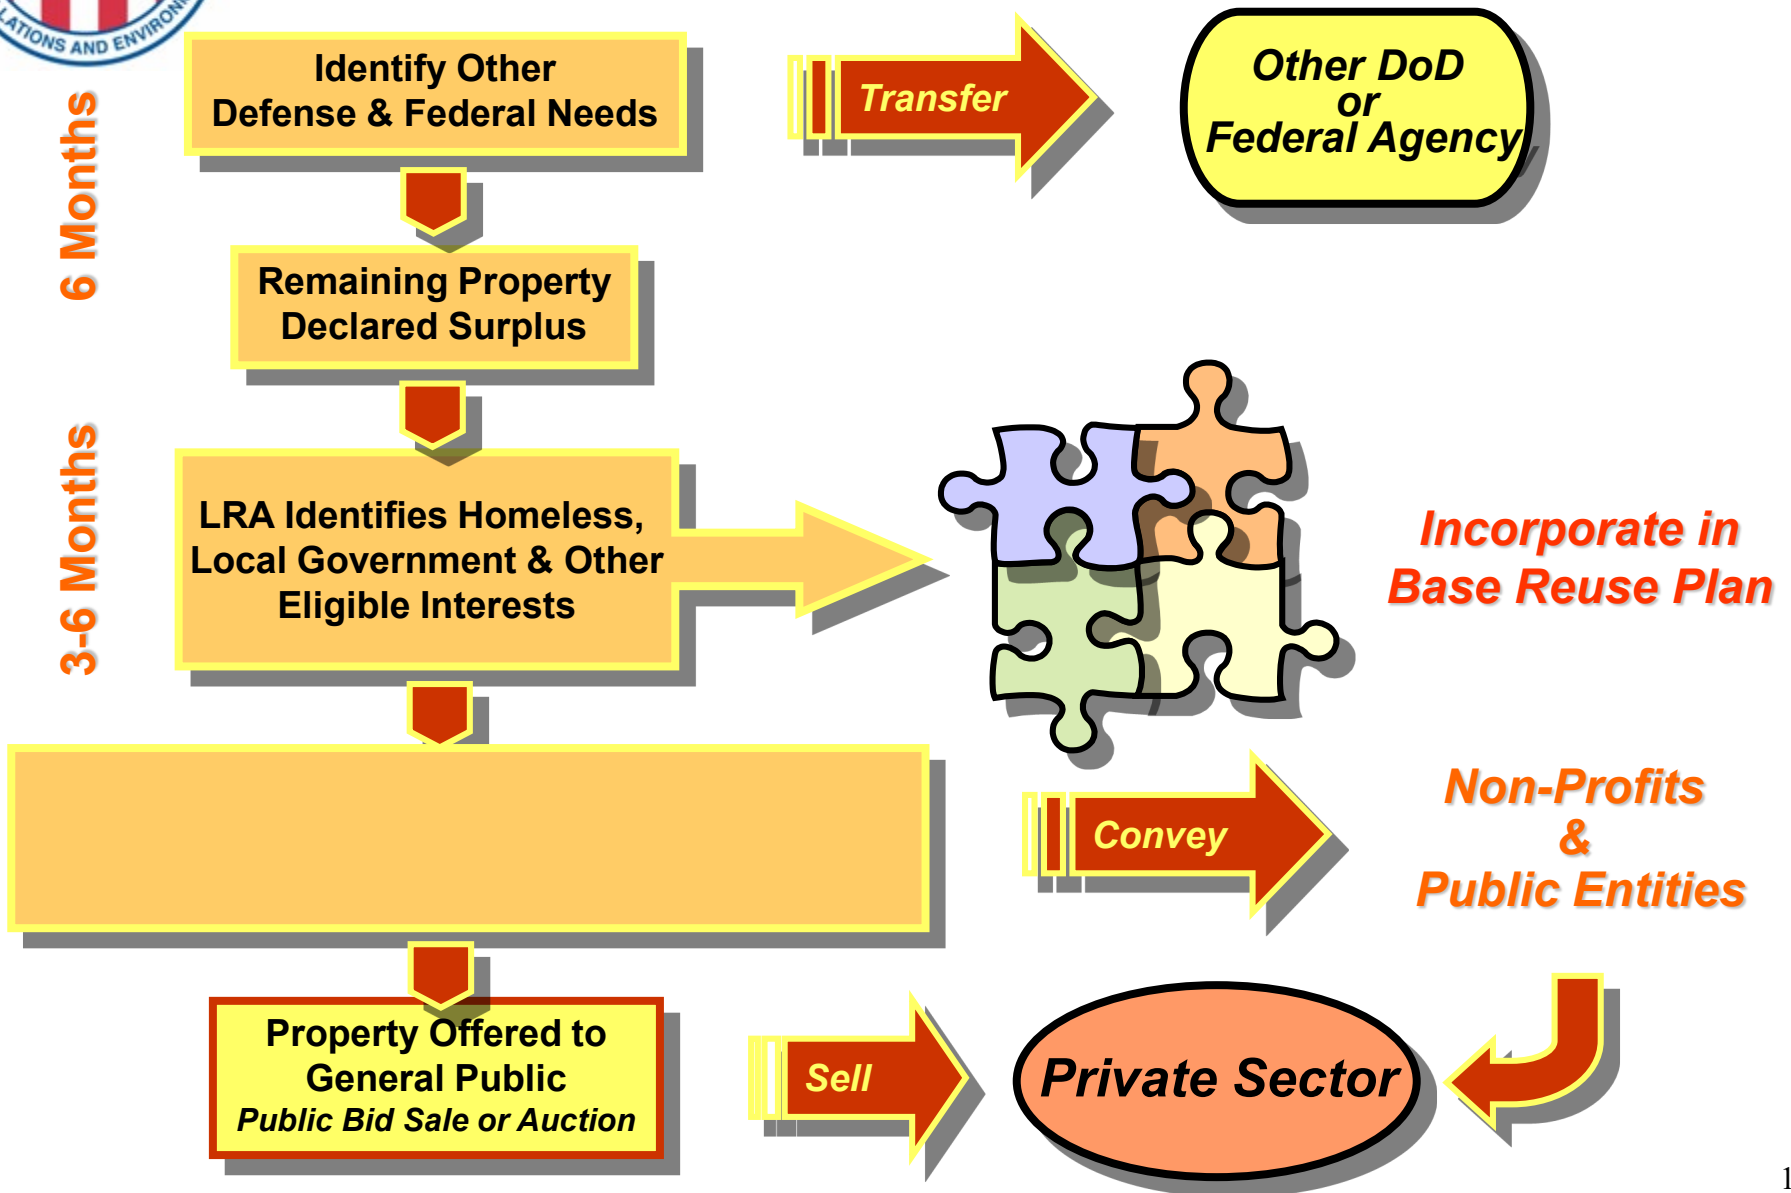 LATIONS AND ENVIRON
6 Months
Identify Other
Defense & Federal Needs
Transfer
Other DoD
or
Federal Agency
Remaining Property
Declared Surplus
3-6 Months
LRA Identifies Homeless,
Local Government & Other
Eligible Interests
Incorporate in
Base Reuse Plan
Convey
Non-Profits
&
Public Entities
Property Offered to
General Public
Public Bid Sale or Auction
Sell
Private Sector
1